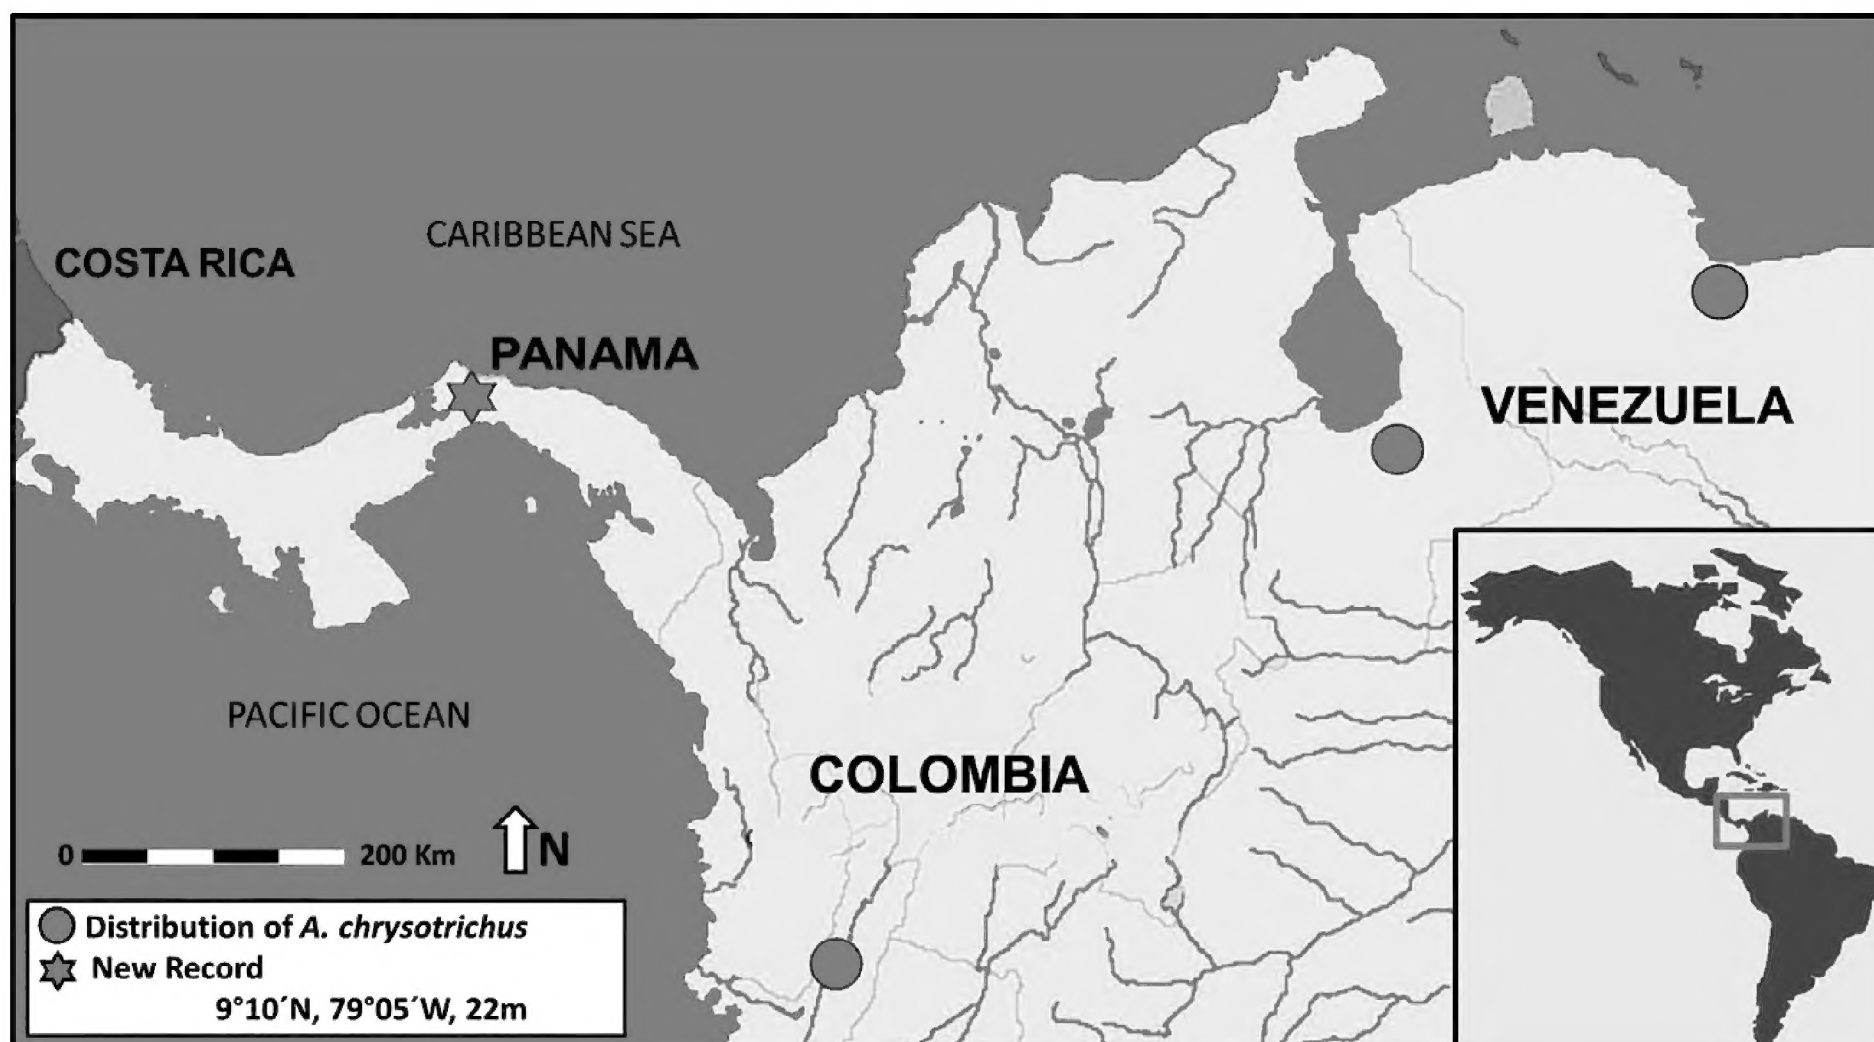 CARIBBEAN SEA
COSTA RICA
PANAMA
VENEZUELA
PACIFIC OCEAN
COLOMBIA
0 200 Km
N
Distribution of A. chrysotrichus
New Record
9°10´N, 79°05´W, 22m